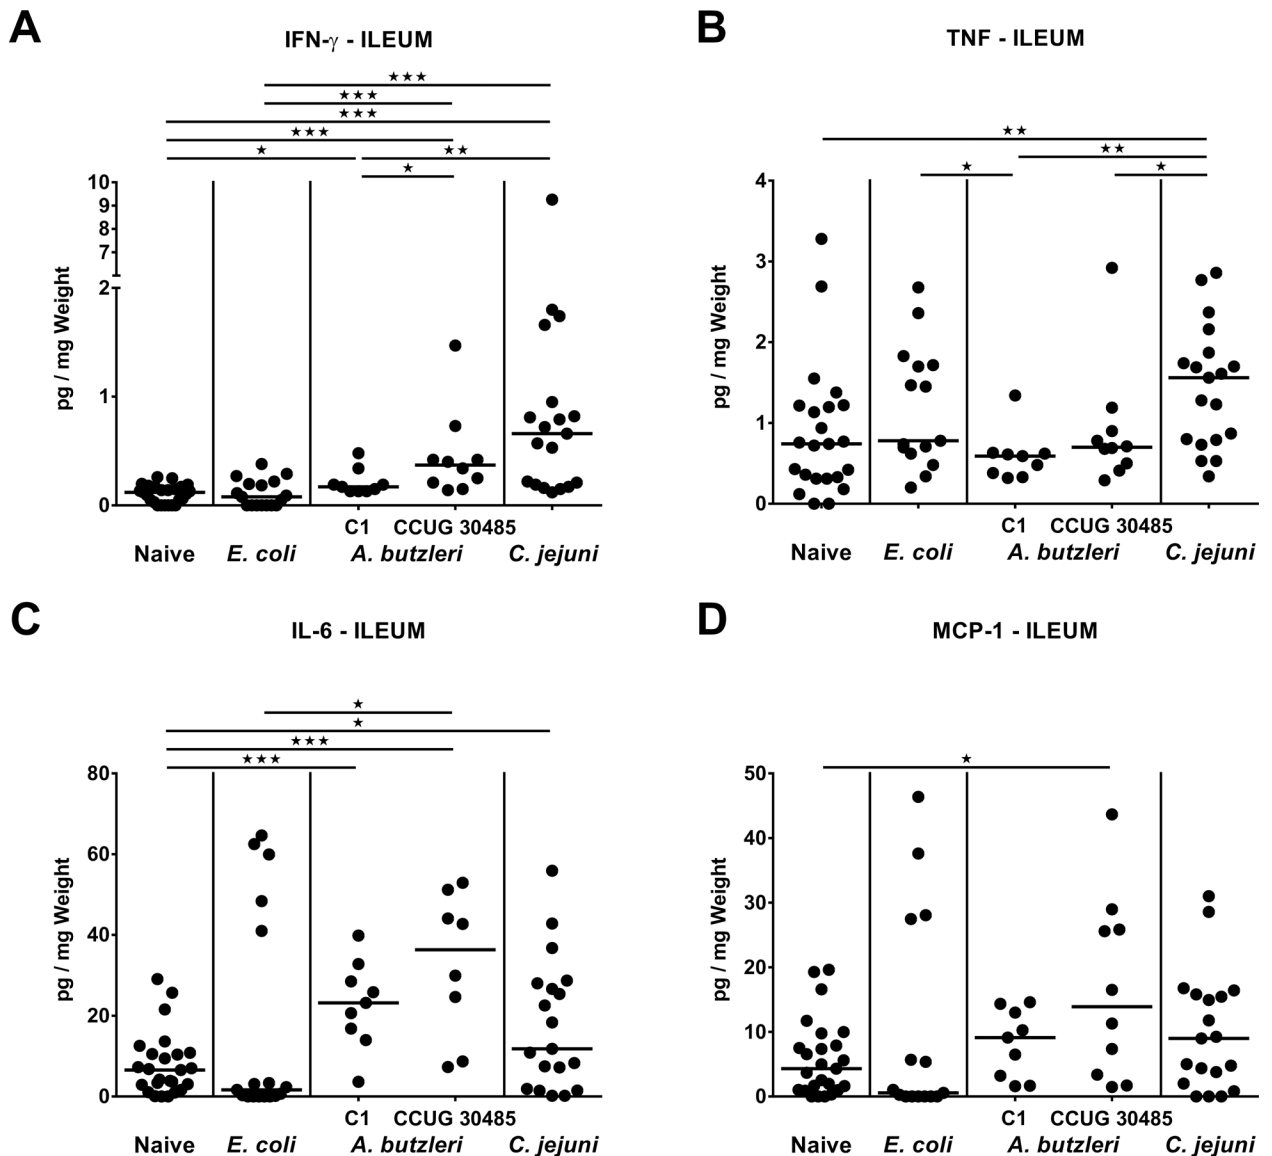 A
IFN-γ - ILEUM
★★★
★★★
★★★
★★★
★ ★★
★
10
9
8
7
2
1
0
pg / mg Weight
C1 CCUG 30485
Naive E. coli A. butzleri C. jejuni
B
TNF - ILEUM
★★
★★
★ ★
4
3
2
1
0
pg / mg Weight
C1 CCUG 30485
Naive E. coli A. butzleri C. jejuni
C
IL-6 - ILEUM
★
★
★★★
★★★
80
60
40
20
0
pg / mg Weight
C1 CCUG 30485
Naive E. coli A. butzleri C. jejuni
D
MCP-1 - ILEUM
★
50
40
30
20
10
0
pg / mg Weight
C1 CCUG 30485
Naive E. coli A. butzleri C. jejuni